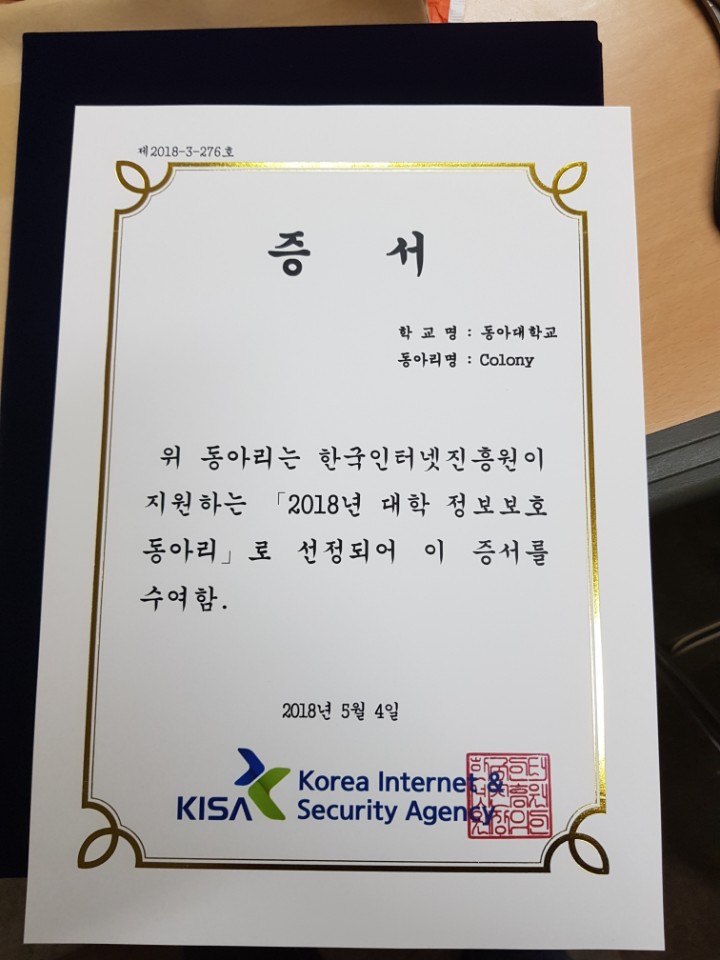 제2018-3-276호
증 서
학 교 명 : 동아대학교
동아리명 : Colony
위 동아리는 한국인터넷진흥원이
지원하는 「2018년 대학 정보보호
동아리」로 선정되어 이 증서를
수여함.
2018년 5월 4일
KISA Korea Internet &
Security Agency